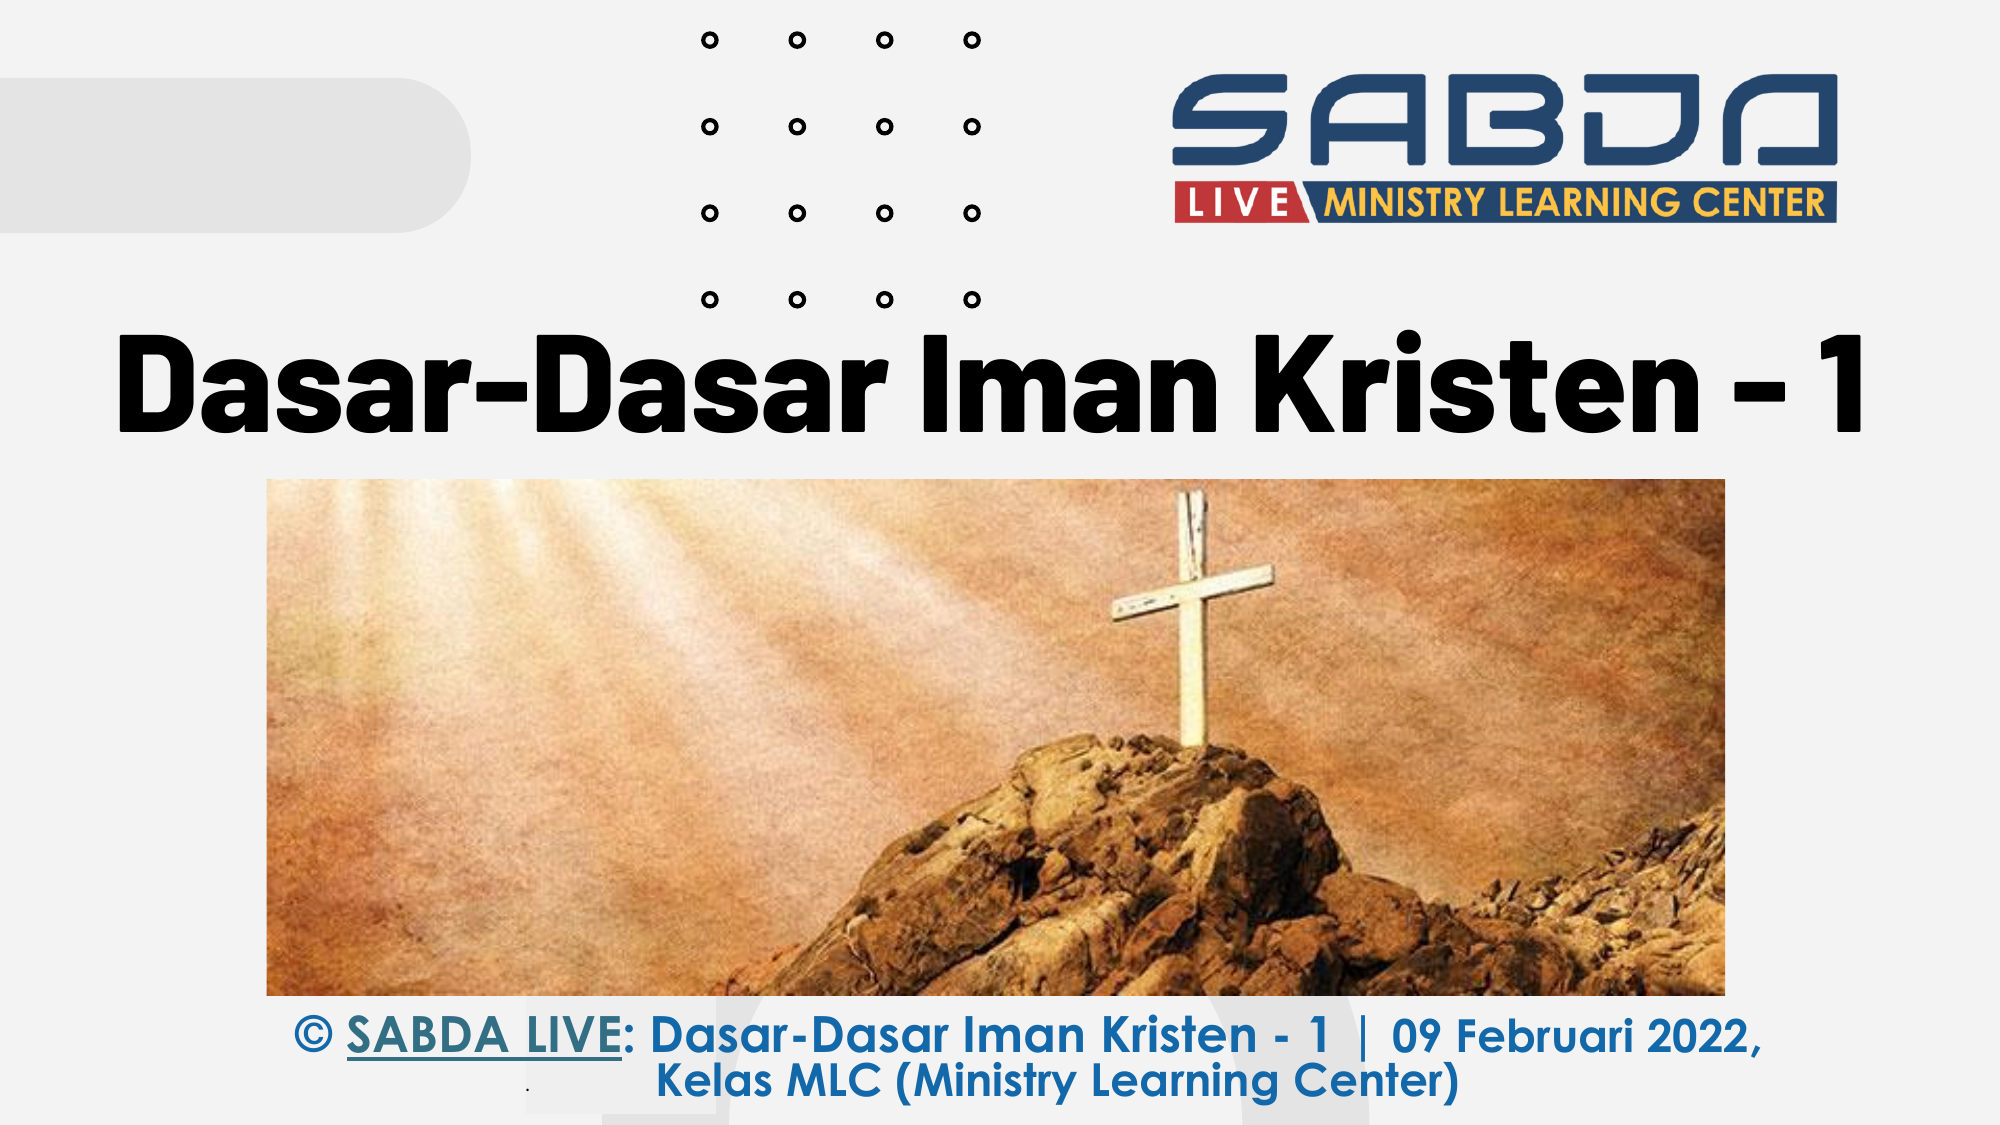 SABDA
LIVE MINISTRY LEARNING CENTER
Dasar-Dasar Iman Kristen - 1
© SABDA LIVE: Dasar-Dasar Iman Kristen - 1 | 09 Februari 2022,
Kelas MLC (Ministry Learning Center)